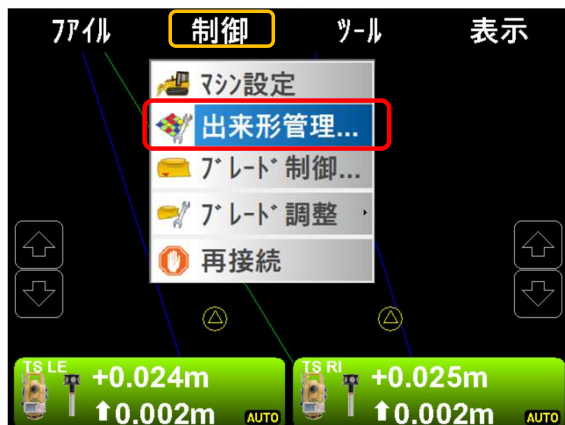 ﾌｧｲﾙ 制御 ﾂｰﾙ 表示
ﾏｼﾝ設定
出来形管理...
ﾌﾞﾚｰﾄﾞ制御...
ﾌﾞﾚｰﾄﾞ調整
再接続
TS LE
+0.024m
0.002m AUTO
TS RI
+0.025m
0.002m AUTO